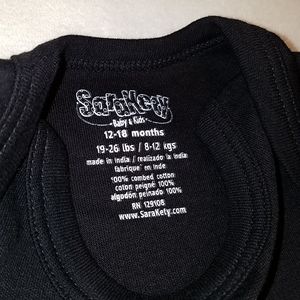 SaraKety
- Baby & Kids -
12-18 months
19-26 lbs / 8-12 kgs
made in india / realizado la india
fabrique' en inde
100% combed cotton
coton peigné 100%
algodón peinado 100%
RN 129108
www.SaraKety.com